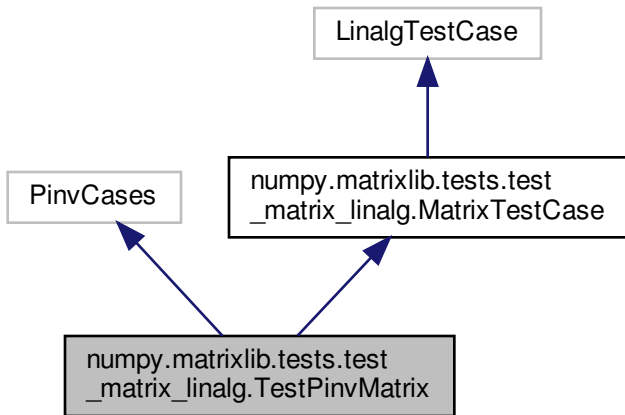 LinalgTestCase
PinvCases
numpy.matrixlib.tests.test
_matrix_linalg.MatrixTestCase
numpy.matrixlib.tests.test
_matrix_linalg.TestPinvMatrix